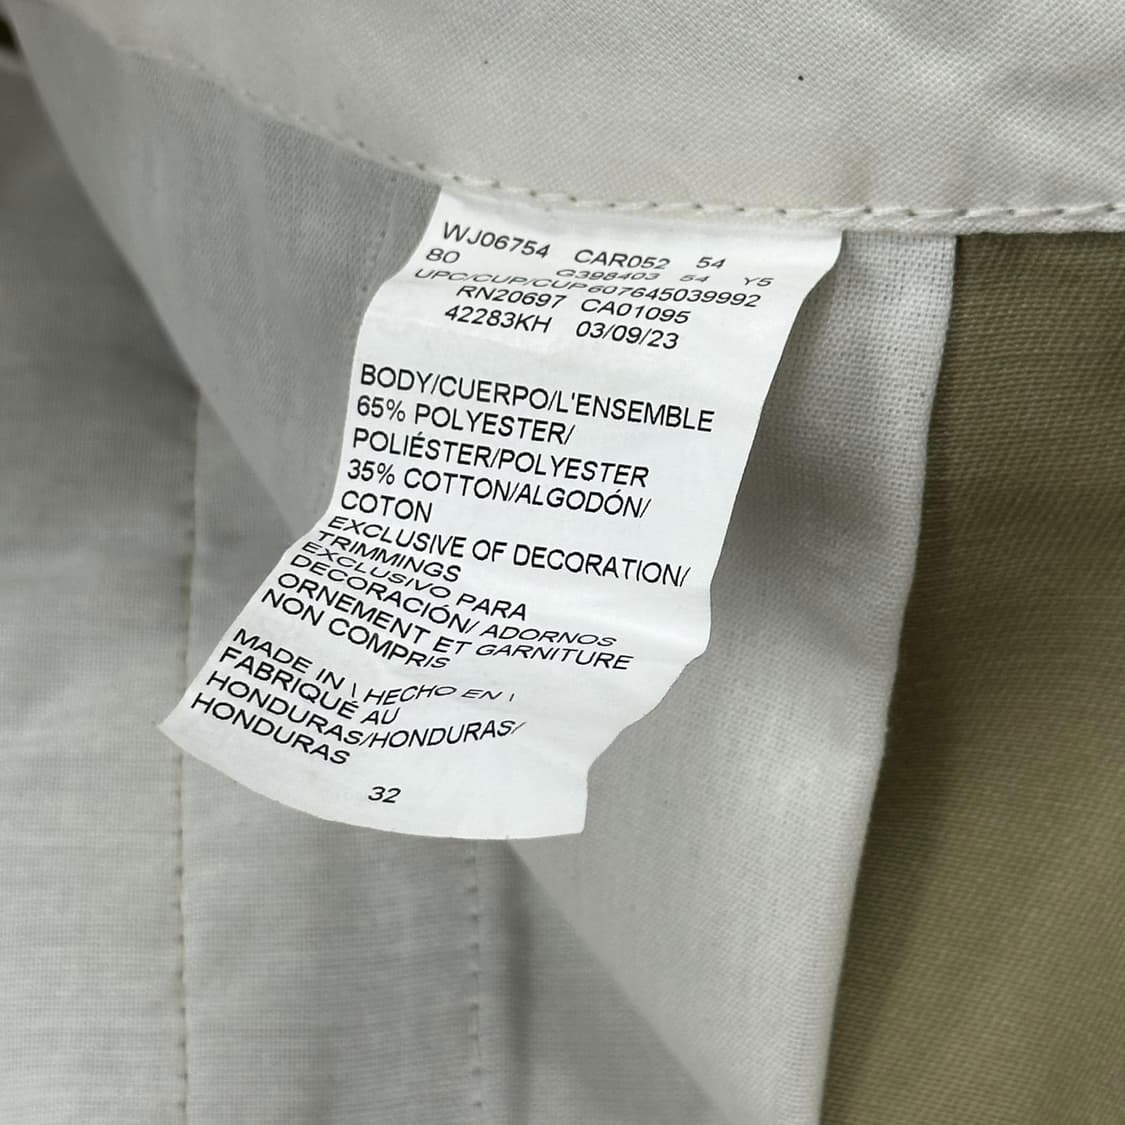 WJ06754 CAR052 54
80 G398403 54 Y5
UPC/CUP/CUP607645039992
RN20697 CA01095
42283KH 03/09/23
BODY/CUERPO/L'ENSEMBLE
65% POLYESTER/
POLIÉSTER/POLYESTER
35% COTTON/ALGODÓN/
COTON
EXCLUSIVE OF DECORATION/
TRIMMINGS
EXCLUSIVO PARA
DECORACIÓN/ ADORNOS
ORNEMENT ET GARNITURE
NON COMPRIS
MADE IN \ HECHO EN \
FABRIQUÉ AU
HONDURAS/HONDURAS/
HONDURAS
32